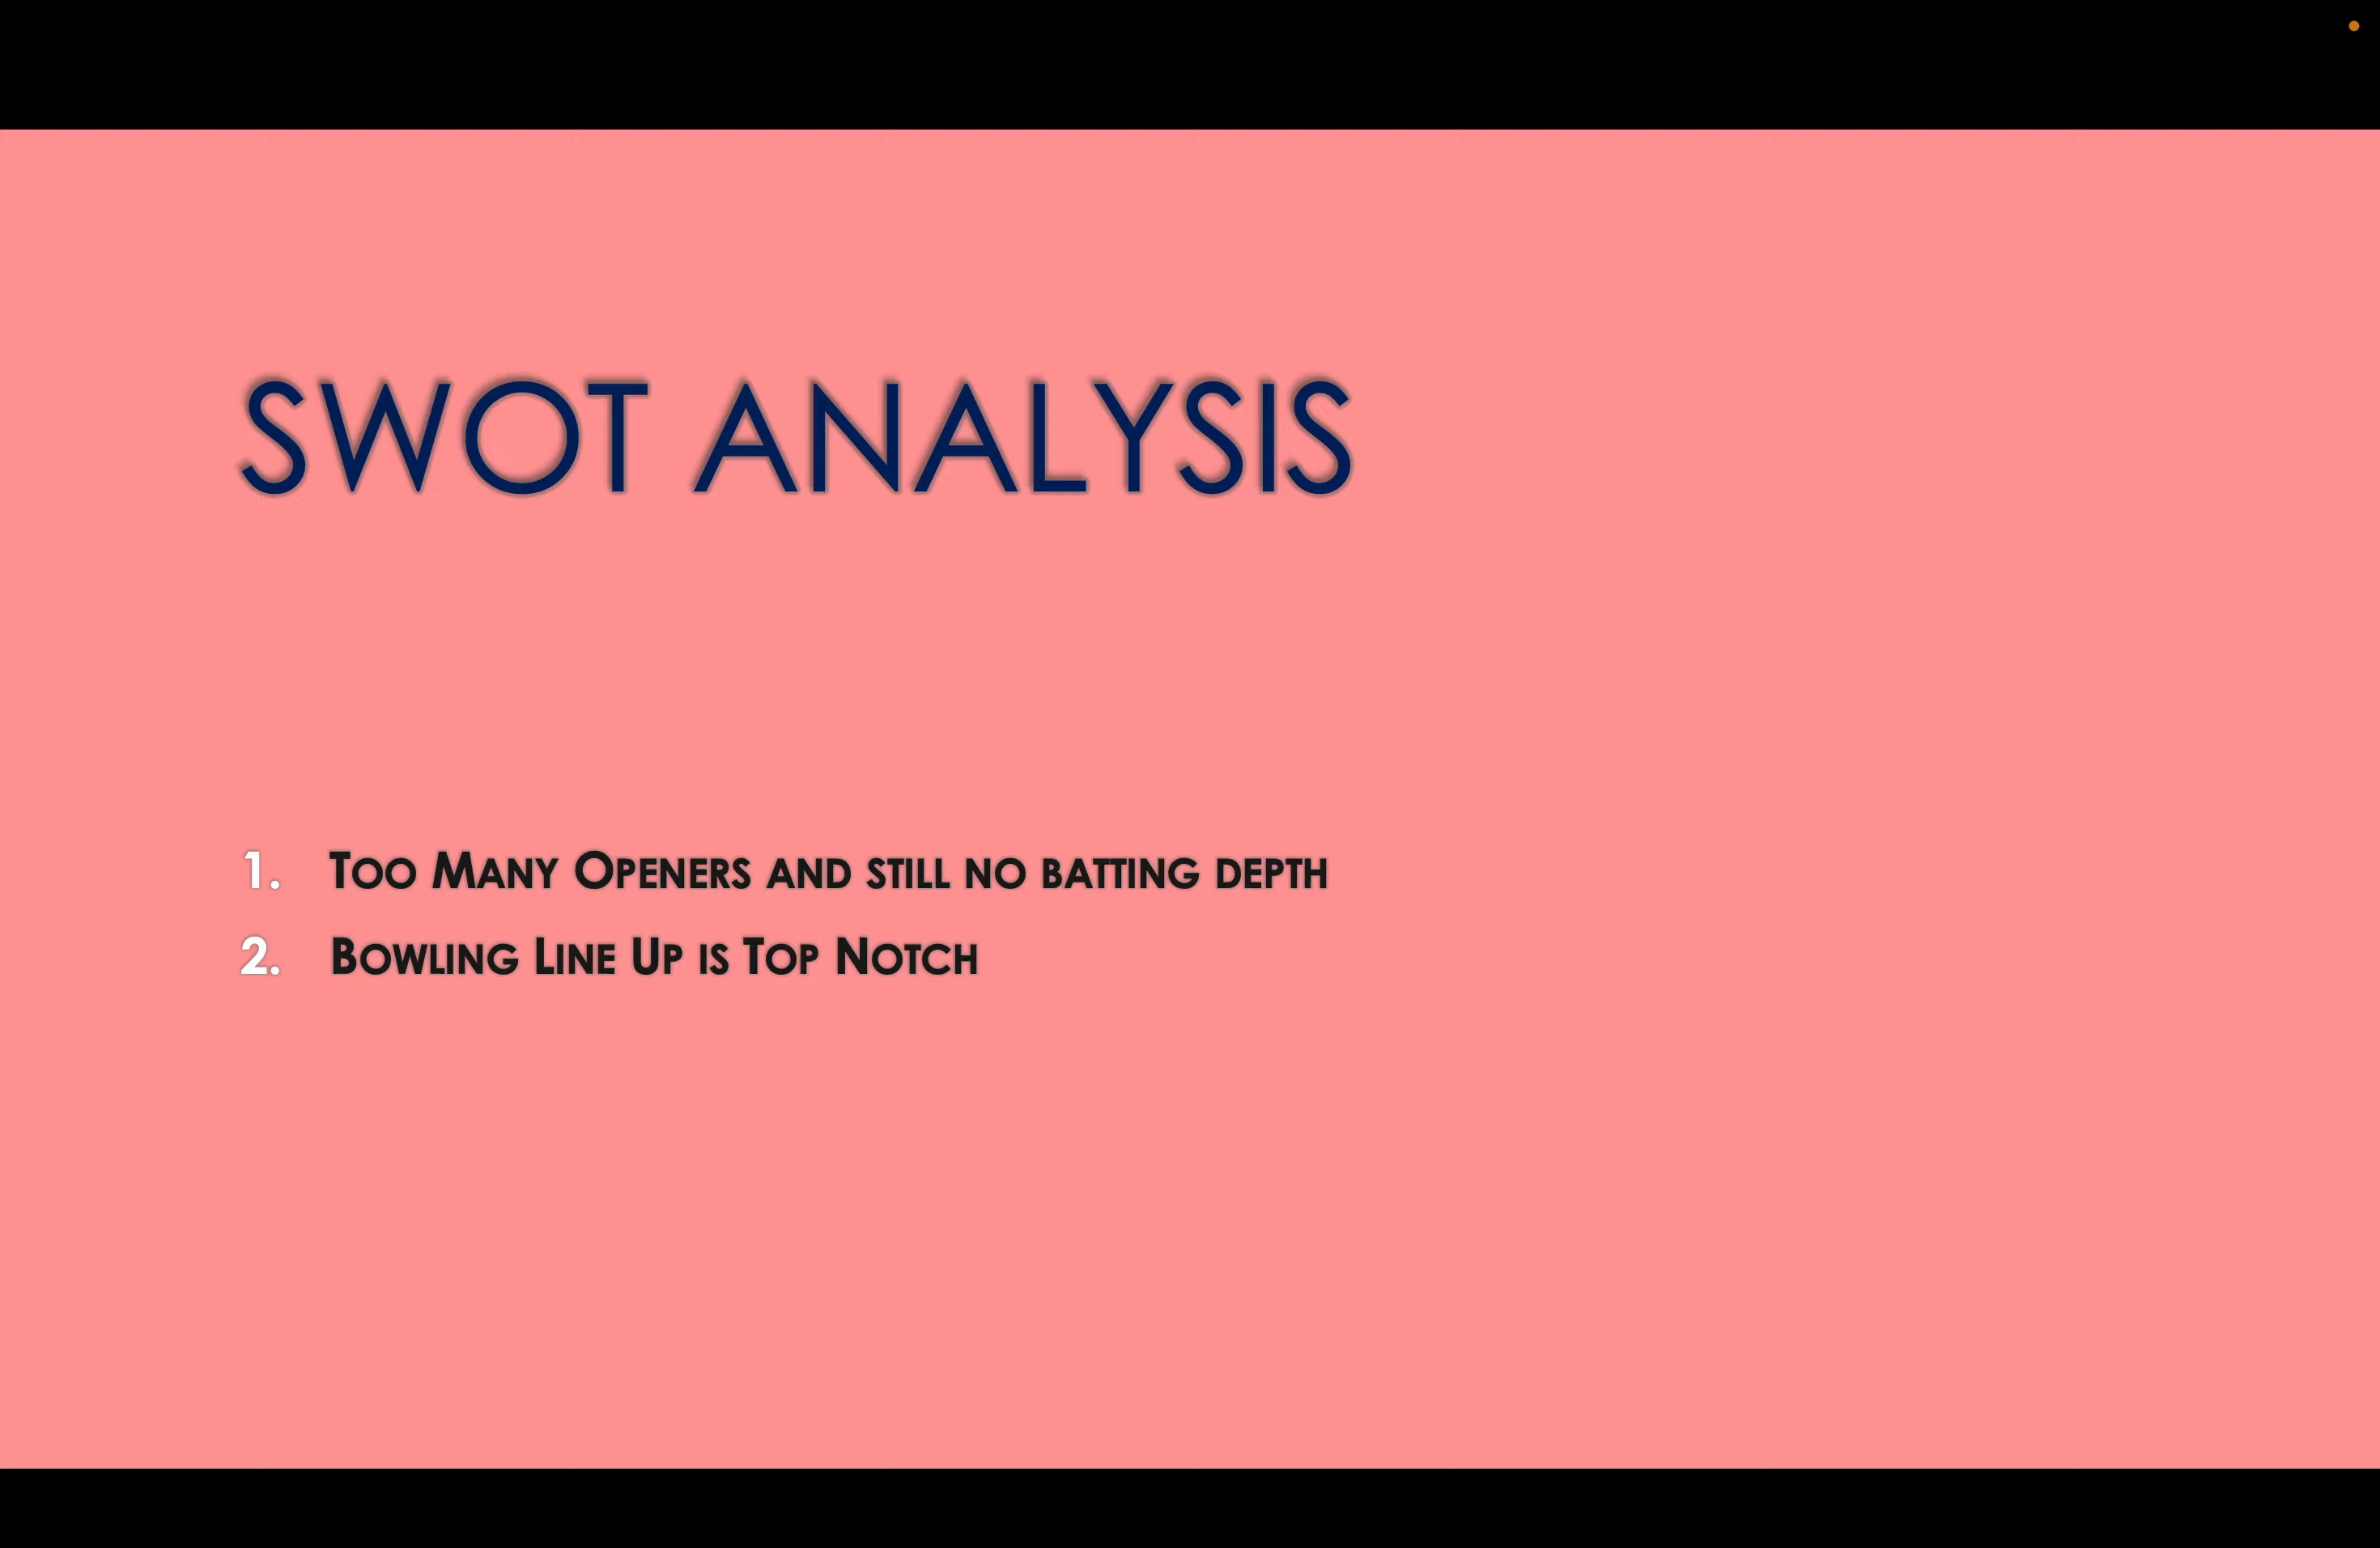 SWOT ANALYSIS
1. Too Many Openers and still no batting depth
2. Bowling Line Up is Top Notch